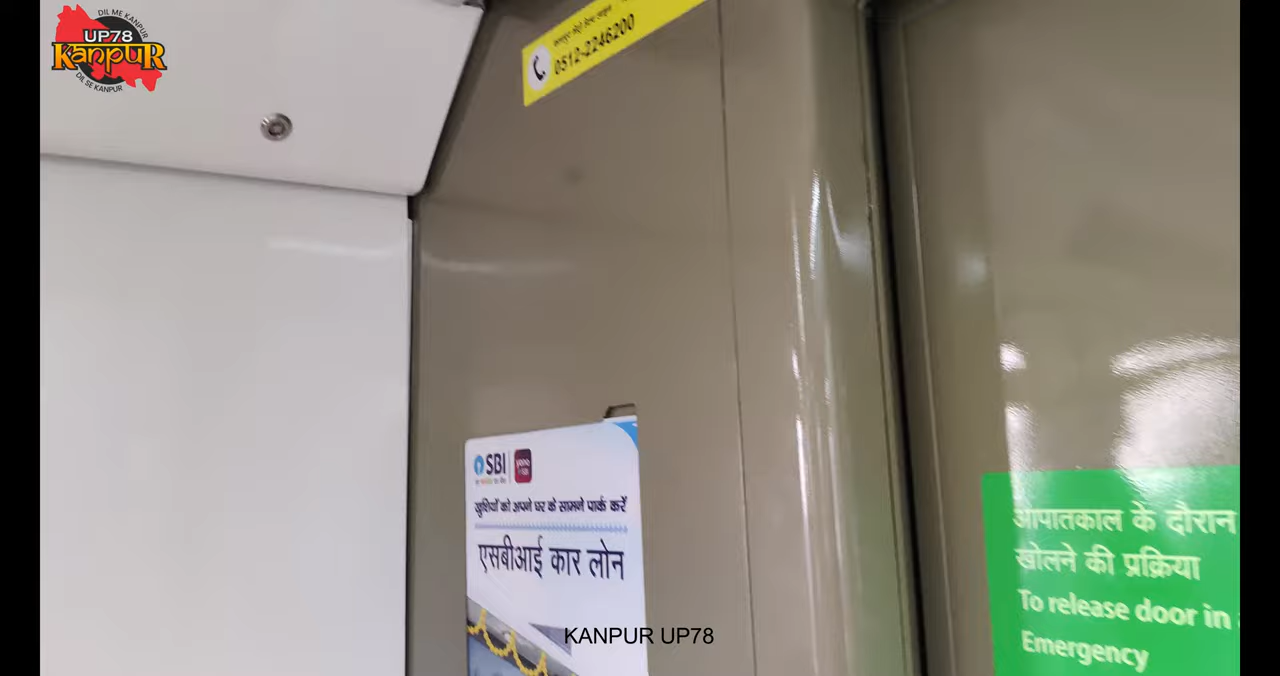 DIL ME KANPUR
UP78
KanpuR
DIL SE KANPUR
0512-2246200
SBI
yono
खुशियों को अपने घर के सामने पार्क करें
एसबीआई कार लोन
आपातकाल के दौरान
खोलने की प्रक्रिया
To release door in
Emergency
KANPUR UP78